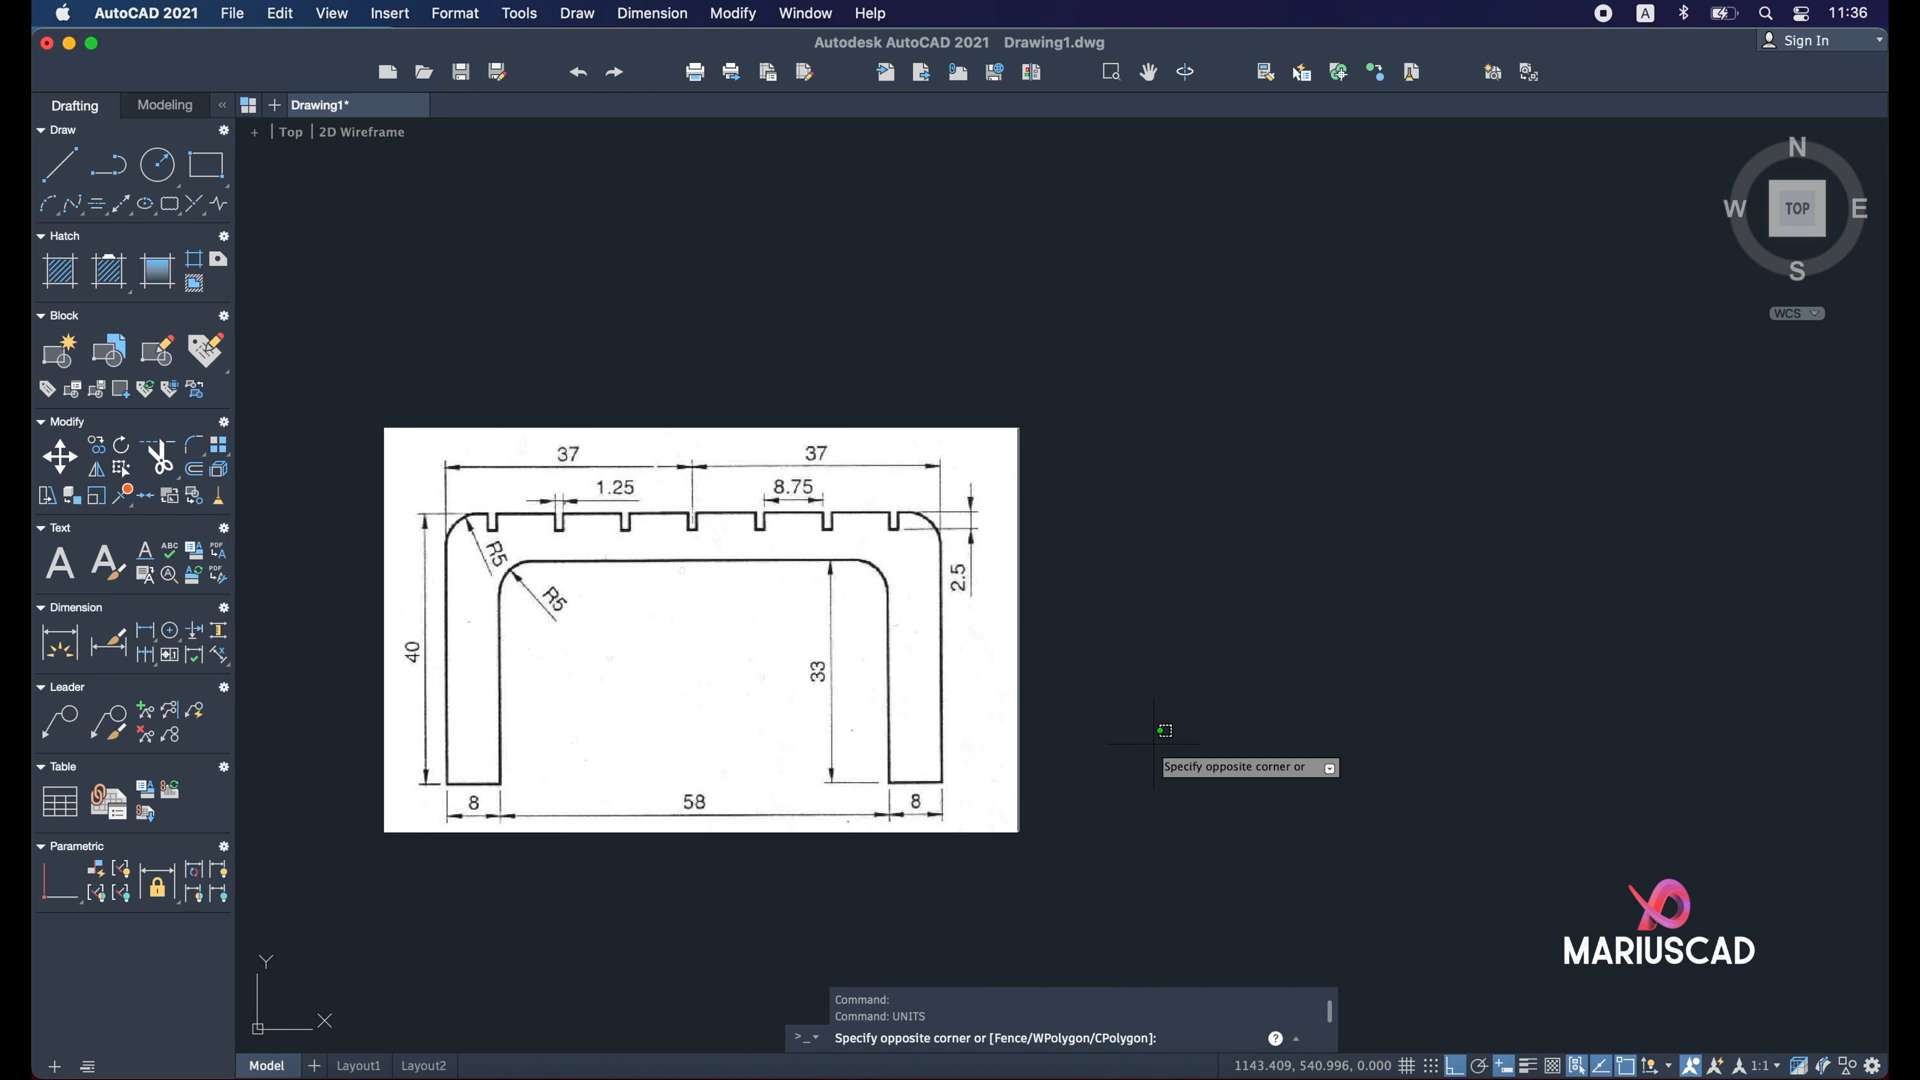 AutoCAD 2021 File Edit View Insert Format Tools Draw Dimension Modify Window Help A 11:36
Autodesk AutoCAD 2021 Drawing1.dwg
Sign In
Drafting Modeling Drawing1*
Draw
+ | Top | 2D Wireframe
N
W TOP E
S
WCS
Hatch
Block
Modify
Text
Dimension
Leader
Table
Parametric
37 37
1.25 8.75
R5
R5
2.5
40
33
8 58 8
Specify opposite corner or
MARIUSCAD
Y
X
Command:
Command: UNITS
Specify opposite corner or [Fence/WPolygon/CPolygon]:
Model Layout1 Layout2 1143.409, 540.996, 0.000 1:1